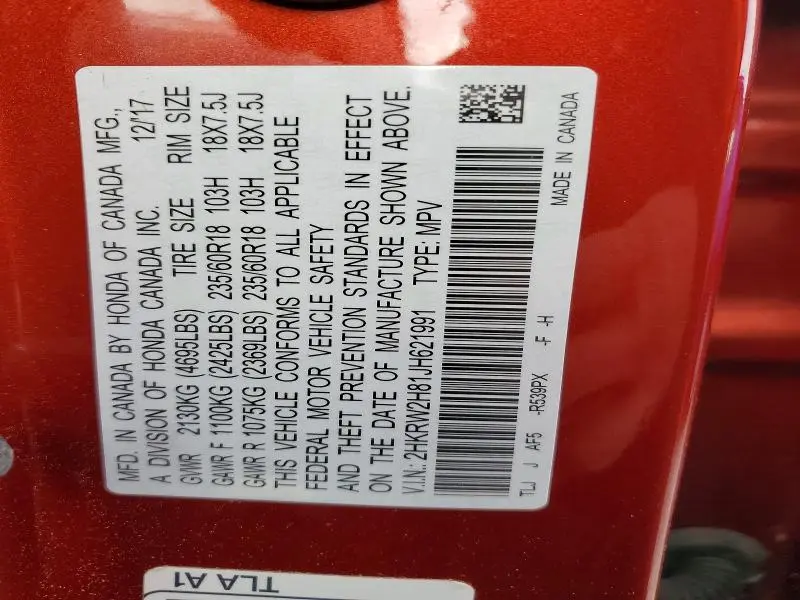 MFD. IN CANADA BY HONDA OF CANADA MFG.,
A DIVISION OF HONDA CANADA INC. 12/17
GVWR 2130KG (4695LBS) TIRE SIZE RIM SIZE
GAWR F 1100KG (2425LBS) 235/60R18 103H 18X7.5J
GAWR R 1075KG (2369LBS) 235/60R18 103H 18X7.5J
THIS VEHICLE CONFORMS TO ALL APPLICABLE
FEDERAL MOTOR VEHICLE SAFETY
AND THEFT PREVENTION STANDARDS IN EFFECT
ON THE DATE OF MANUFACTURE SHOWN ABOVE.
V.I.N.: 2HKRW2H81JH621991 TYPE: MPV
TLJ J AF5 -R539PX -F -H
MADE IN CANADA
TLA A1